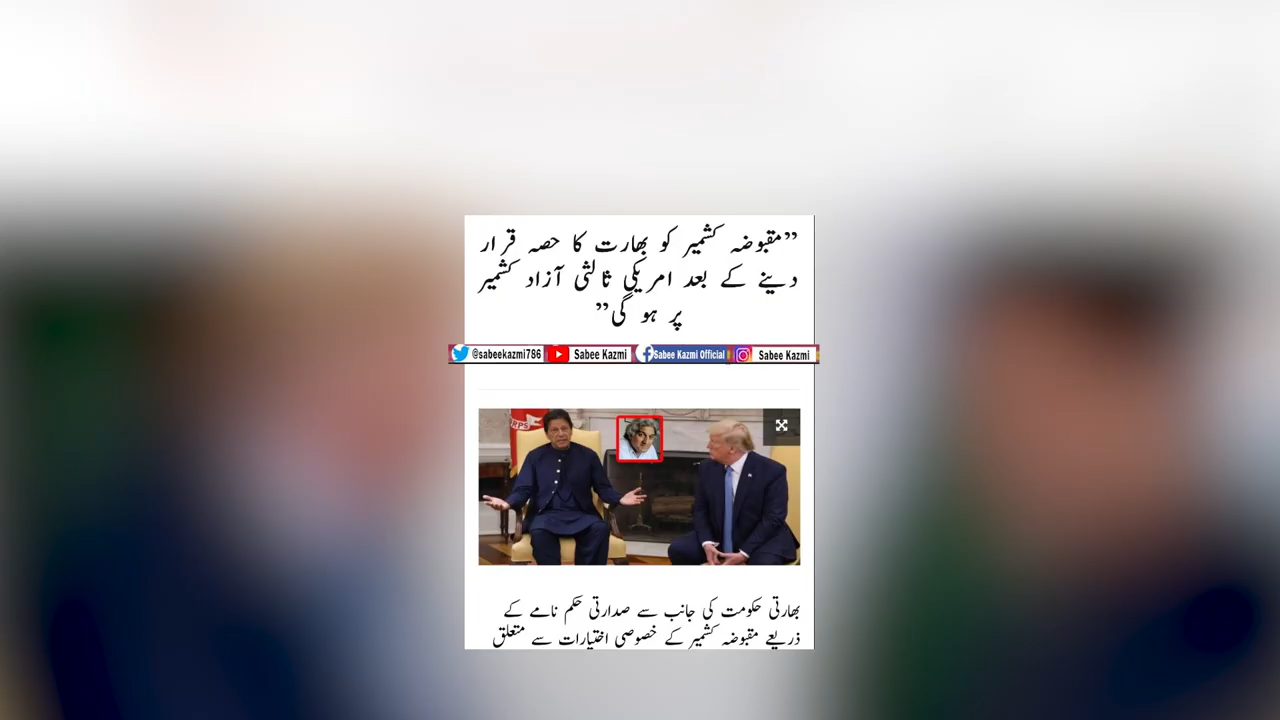 ”مقبوضہ کشمیر کو بھارت کا حصہ قرار
دینے کے بعد امریکی ثالثی آزاد کشمیر
پر ہو گی”
@sabeekazmi786 Sabee Kazmi Sabee Kazmi Official Sabee Kazmi
RPS
بھارتی حکومت کی جانب سے صدارتی حکم نامے کے
ذریعے مقبوضہ کشمیر کے خصوصی اختیارات سے متعلق